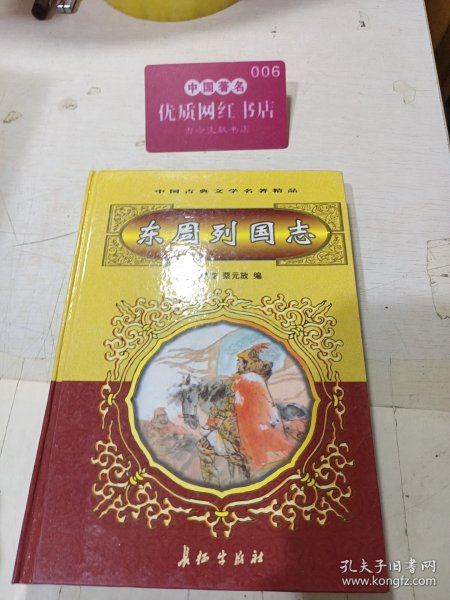 006
中国著名
优质网红书店
古今文献书店
中国古典文学名著精品
东周列国志
蔡元放 编
长征出版社
孔夫子旧书网
www.kongfz.com